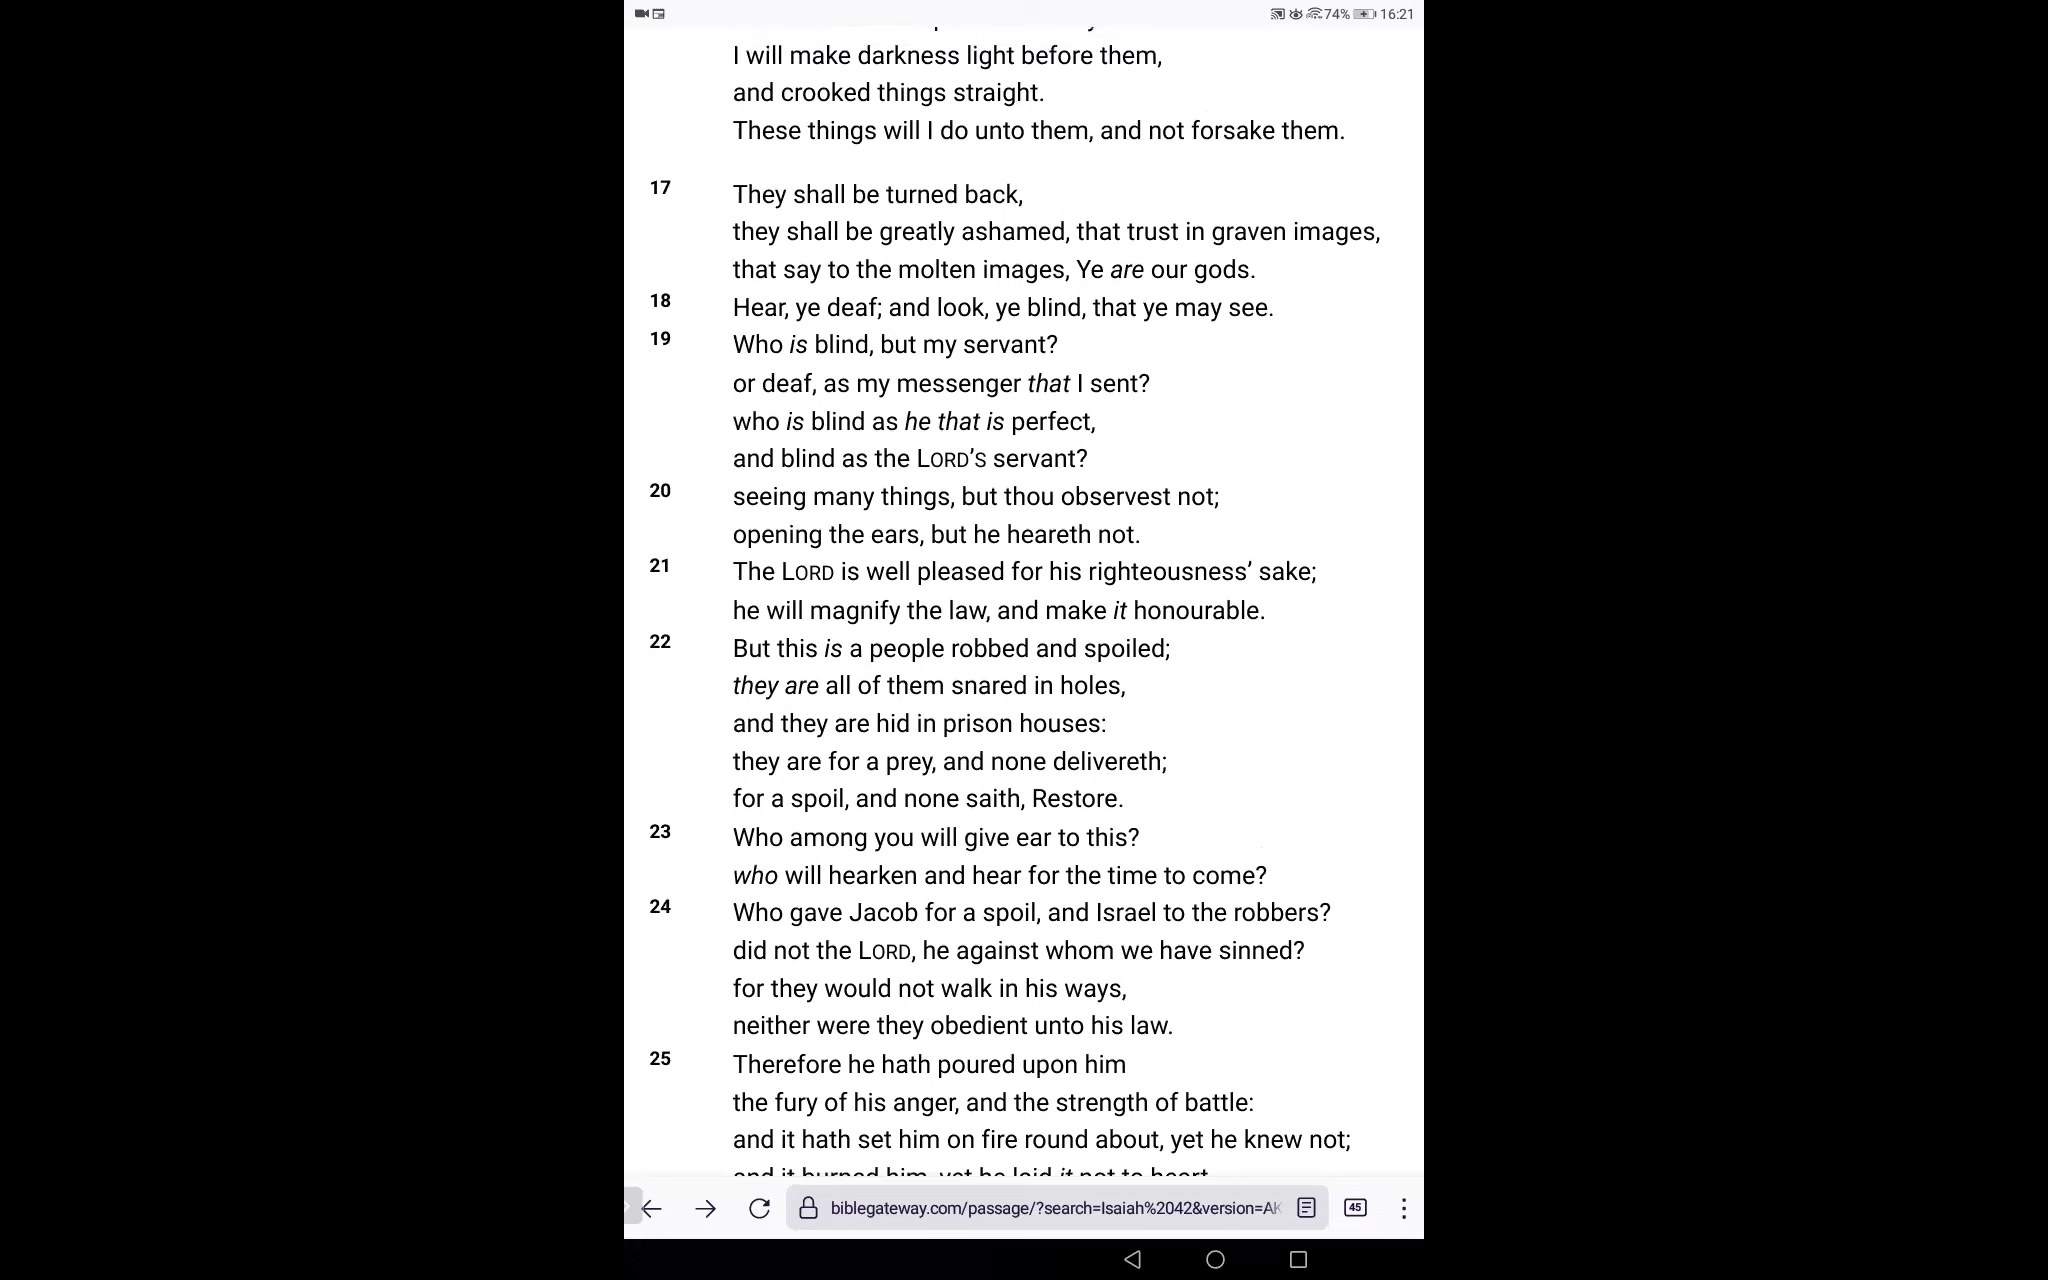 74% 16:21
I will make darkness light before them,
and crooked things straight.
These things will I do unto them, and not forsake them.
17 They shall be turned back,
they shall be greatly ashamed, that trust in graven images,
that say to the molten images, Ye are our gods.
18 Hear, ye deaf; and look, ye blind, that ye may see.
19 Who is blind, but my servant?
or deaf, as my messenger that I sent?
who is blind as he that is perfect,
and blind as the LORD’S servant?
20 seeing many things, but thou observest not;
opening the ears, but he heareth not.
21 The LORD is well pleased for his righteousness’ sake;
he will magnify the law, and make it honourable.
22 But this is a people robbed and spoiled;
they are all of them snared in holes,
and they are hid in prison houses:
they are for a prey, and none delivereth;
for a spoil, and none saith, Restore.
23 Who among you will give ear to this?
who will hearken and hear for the time to come?
24 Who gave Jacob for a spoil, and Israel to the robbers?
did not the LORD, he against whom we have sinned?
for they would not walk in his ways,
neither were they obedient unto his law.
25 Therefore he hath poured upon him
the fury of his anger, and the strength of battle:
and it hath set him on fire round about, yet he knew not;
and it burned him, yet he laid it not to heart.
biblegateway.com/passage/?search=Isaiah%2042&version=AK 45